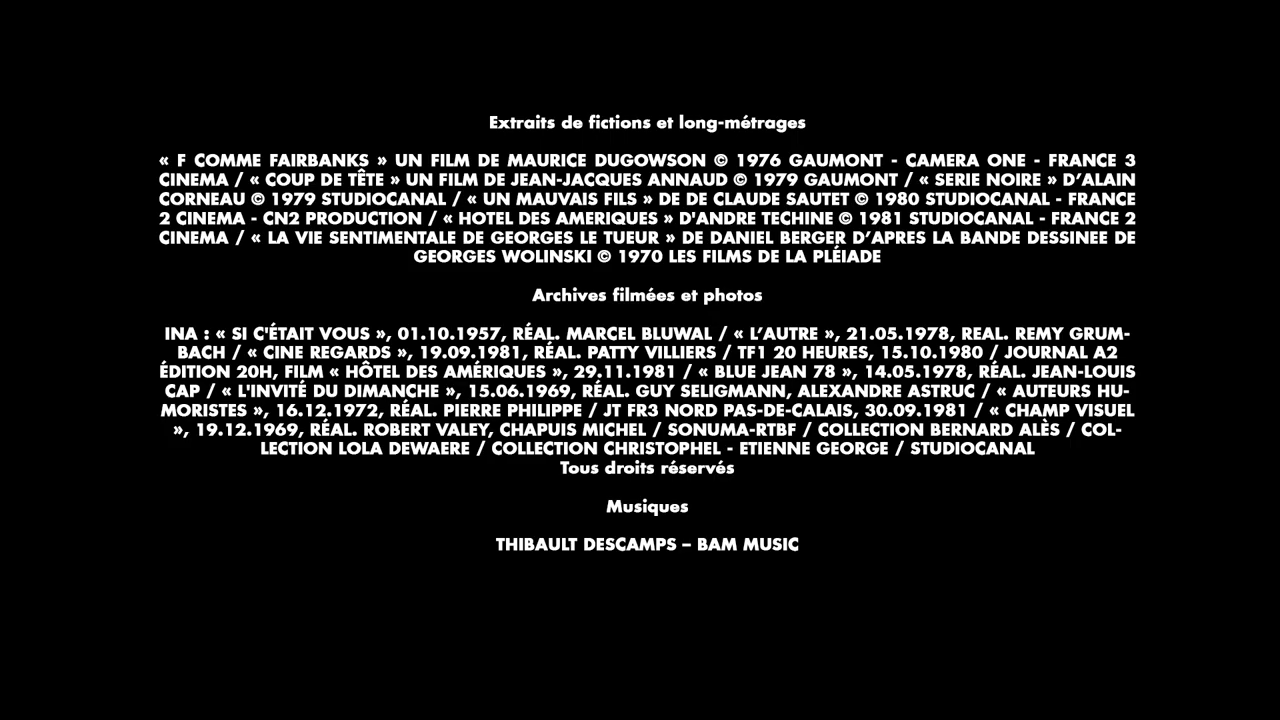 Extraits de fictions et long-métrages
« F COMME FAIRBANKS » UN FILM DE MAURICE DUGOWSON © 1976 GAUMONT - CAMERA ONE - FRANCE 3
CINEMA / « COUP DE TÊTE » UN FILM DE JEAN-JACQUES ANNAUD © 1979 GAUMONT / « SERIE NOIRE » D’ALAIN
CORNEAU © 1979 STUDIOCANAL / « UN MAUVAIS FILS » DE DE CLAUDE SAUTET © 1980 STUDIOCANAL - FRANCE
2 CINEMA - CN2 PRODUCTION / « HOTEL DES AMERIQUES » D'ANDRE TECHINE © 1981 STUDIOCANAL - FRANCE 2
CINEMA / « LA VIE SENTIMENTALE DE GEORGES LE TUEUR » DE DANIEL BERGER D’APRES LA BANDE DESSINEE DE
GEORGES WOLINSKI © 1970 LES FILMS DE LA PLÉIADE
Archives filmées et photos
INA : « SI C'ÉTAIT VOUS », 01.10.1957, RÉAL. MARCEL BLUWAL / « L’AUTRE », 21.05.1978, REAL. REMY GRUM-
BACH / « CINE REGARDS », 19.09.1981, RÉAL. PATTY VILLIERS / TF1 20 HEURES, 15.10.1980 / JOURNAL A2
ÉDITION 20H, FILM « HÔTEL DES AMÉRIQUES », 29.11.1981 / « BLUE JEAN 78 », 14.05.1978, RÉAL. JEAN-LOUIS
CAP / « L'INVITÉ DU DIMANCHE », 15.06.1969, RÉAL. GUY SELIGMANN, ALEXANDRE ASTRUC / « AUTEURS HU-
MORISTES », 16.12.1972, RÉAL. PIERRE PHILIPPE / JT FR3 NORD PAS-DE-CALAIS, 30.09.1981 / « CHAMP VISUEL
», 19.12.1969, RÉAL. ROBERT VALEY, CHAPUIS MICHEL / SONUMA-RTBF / COLLECTION BERNARD ALÈS / COL-
LECTION LOLA DEWAERE / COLLECTION CHRISTOPHEL - ETIENNE GEORGE / STUDIOCANAL
Tous droits réservés
Musiques
THIBAULT DESCAMPS – BAM MUSIC